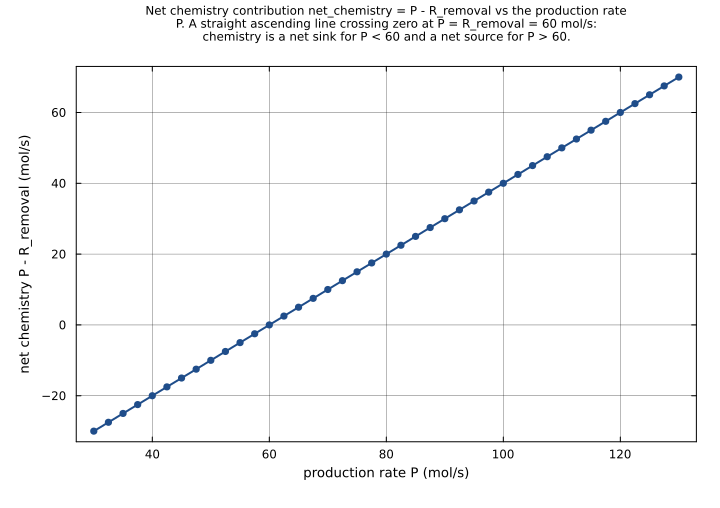 Net chemistry contribution net_chemistry = P - R_removal vs the production rate
P. A straight ascending line crossing zero at P = R_removal = 60 mol/s:
chemistry is a net sink for P < 60 and a net source for P > 60.
net chemistry P - R_removal (mol/s)
60
40
20
0
−20
40 60 80 100 120
production rate P (mol/s)